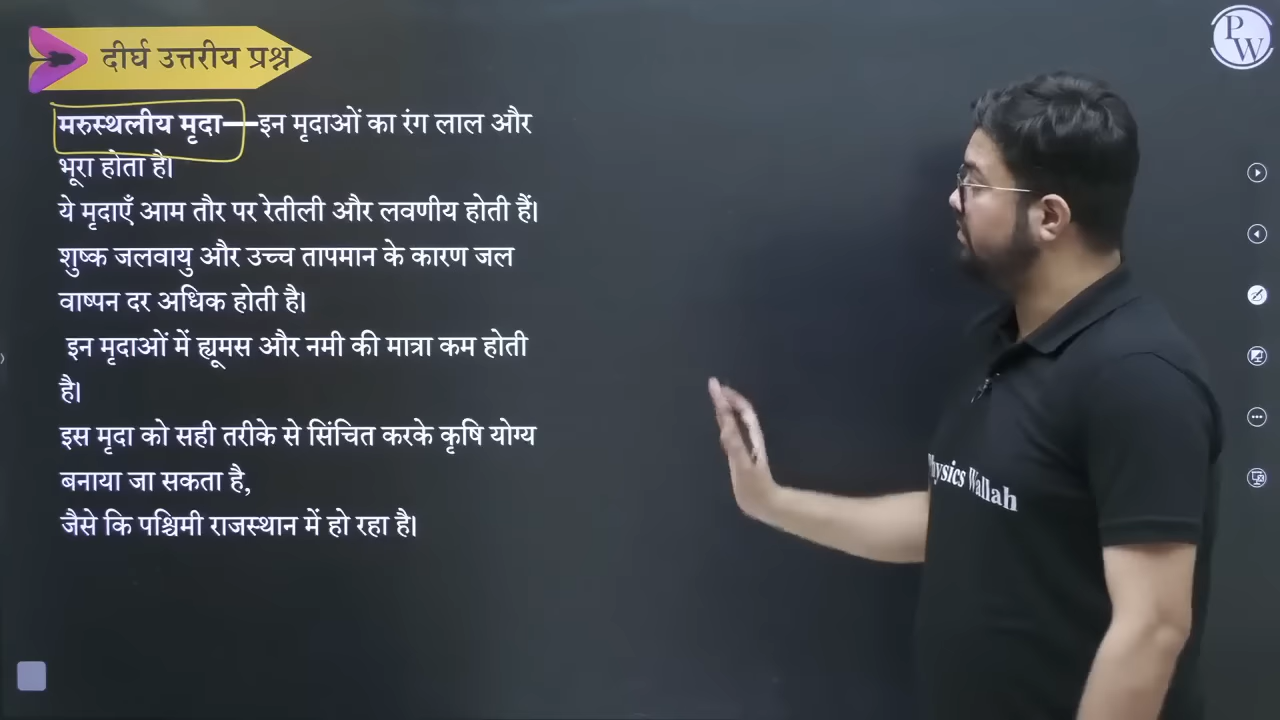 दीर्घ उत्तरीय प्रश्न
PW
मरुस्थलीय मृदा—इन मृदाओं का रंग लाल और
भूरा होता है।
ये मृदाएँ आम तौर पर रेतीली और लवणीय होती हैं।
शुष्क जलवायु और उच्च तापमान के कारण जल
वाष्पन दर अधिक होती है।
इन मृदाओं में ह्यूमस और नमी की मात्रा कम होती
है।
इस मृदा को सही तरीके से सिंचित करके कृषि योग्य
बनाया जा सकता है,
जैसे कि पश्चिमी राजस्थान में हो रहा है।
Physics Wallah